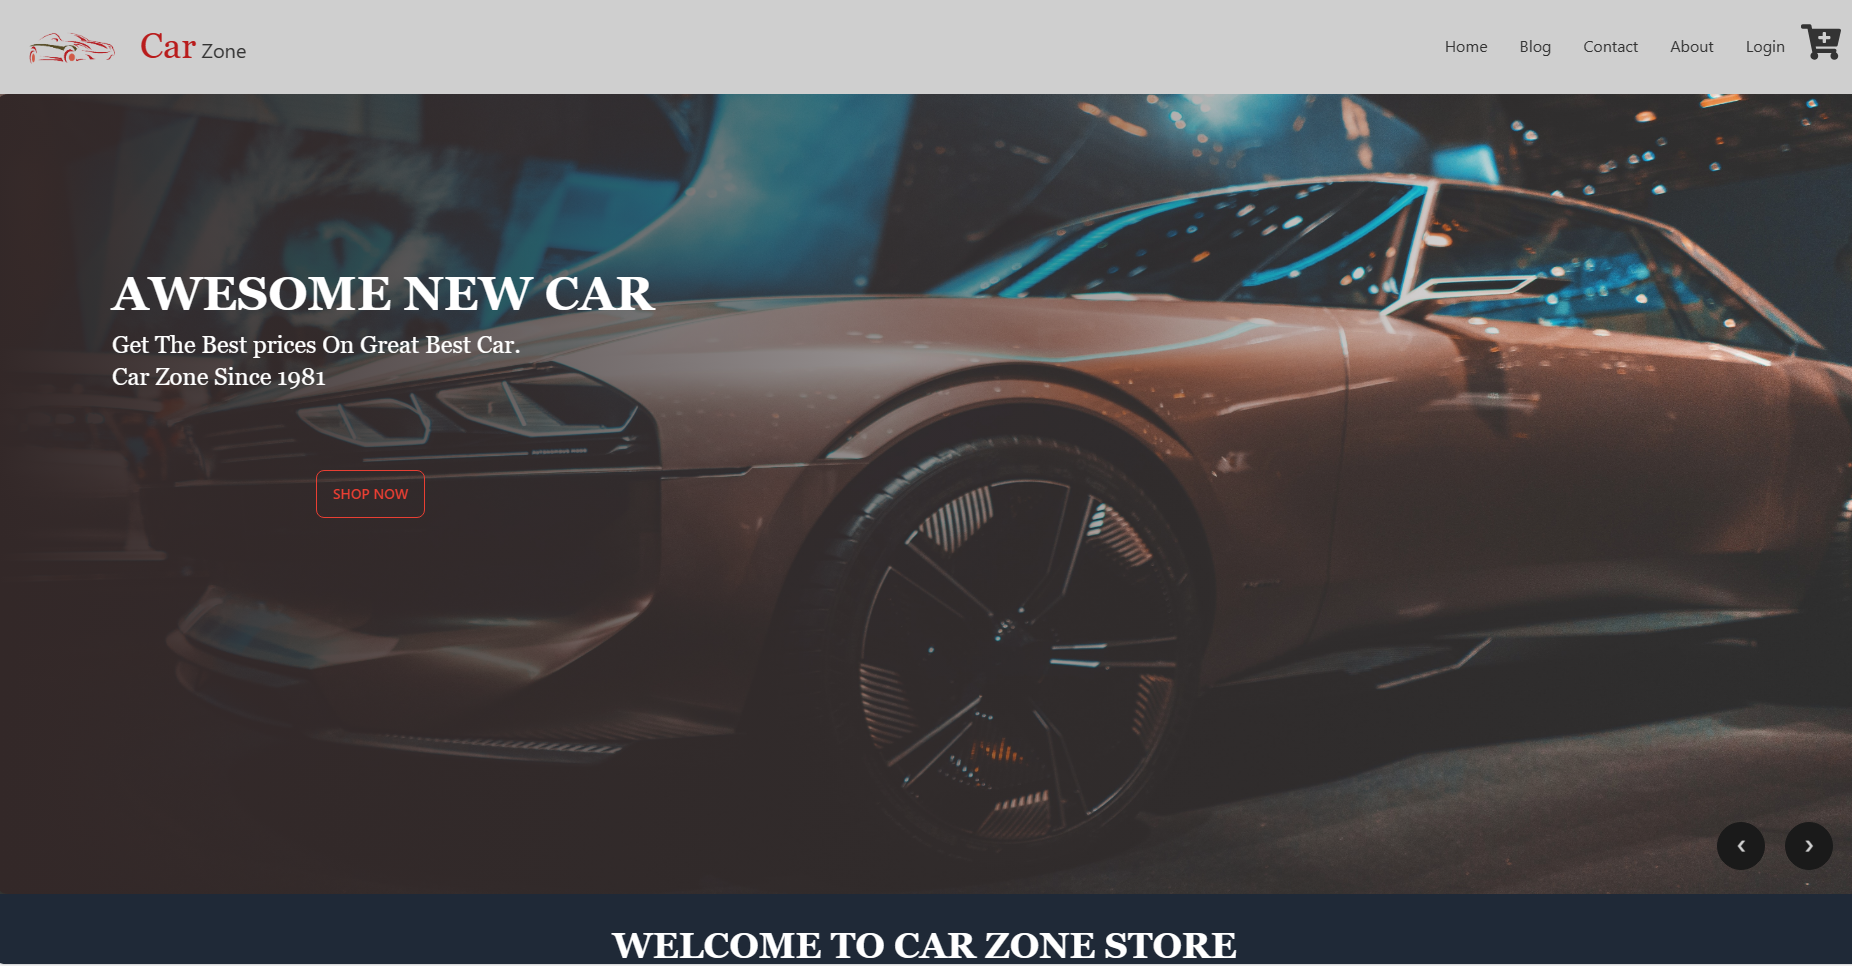 Car Zone
Home Blog Contact About Login
AWESOME NEW CAR
Get The Best prices On Great Best Car.
Car Zone Since 1981
SHOP NOW
WELCOME TO CAR ZONE STORE